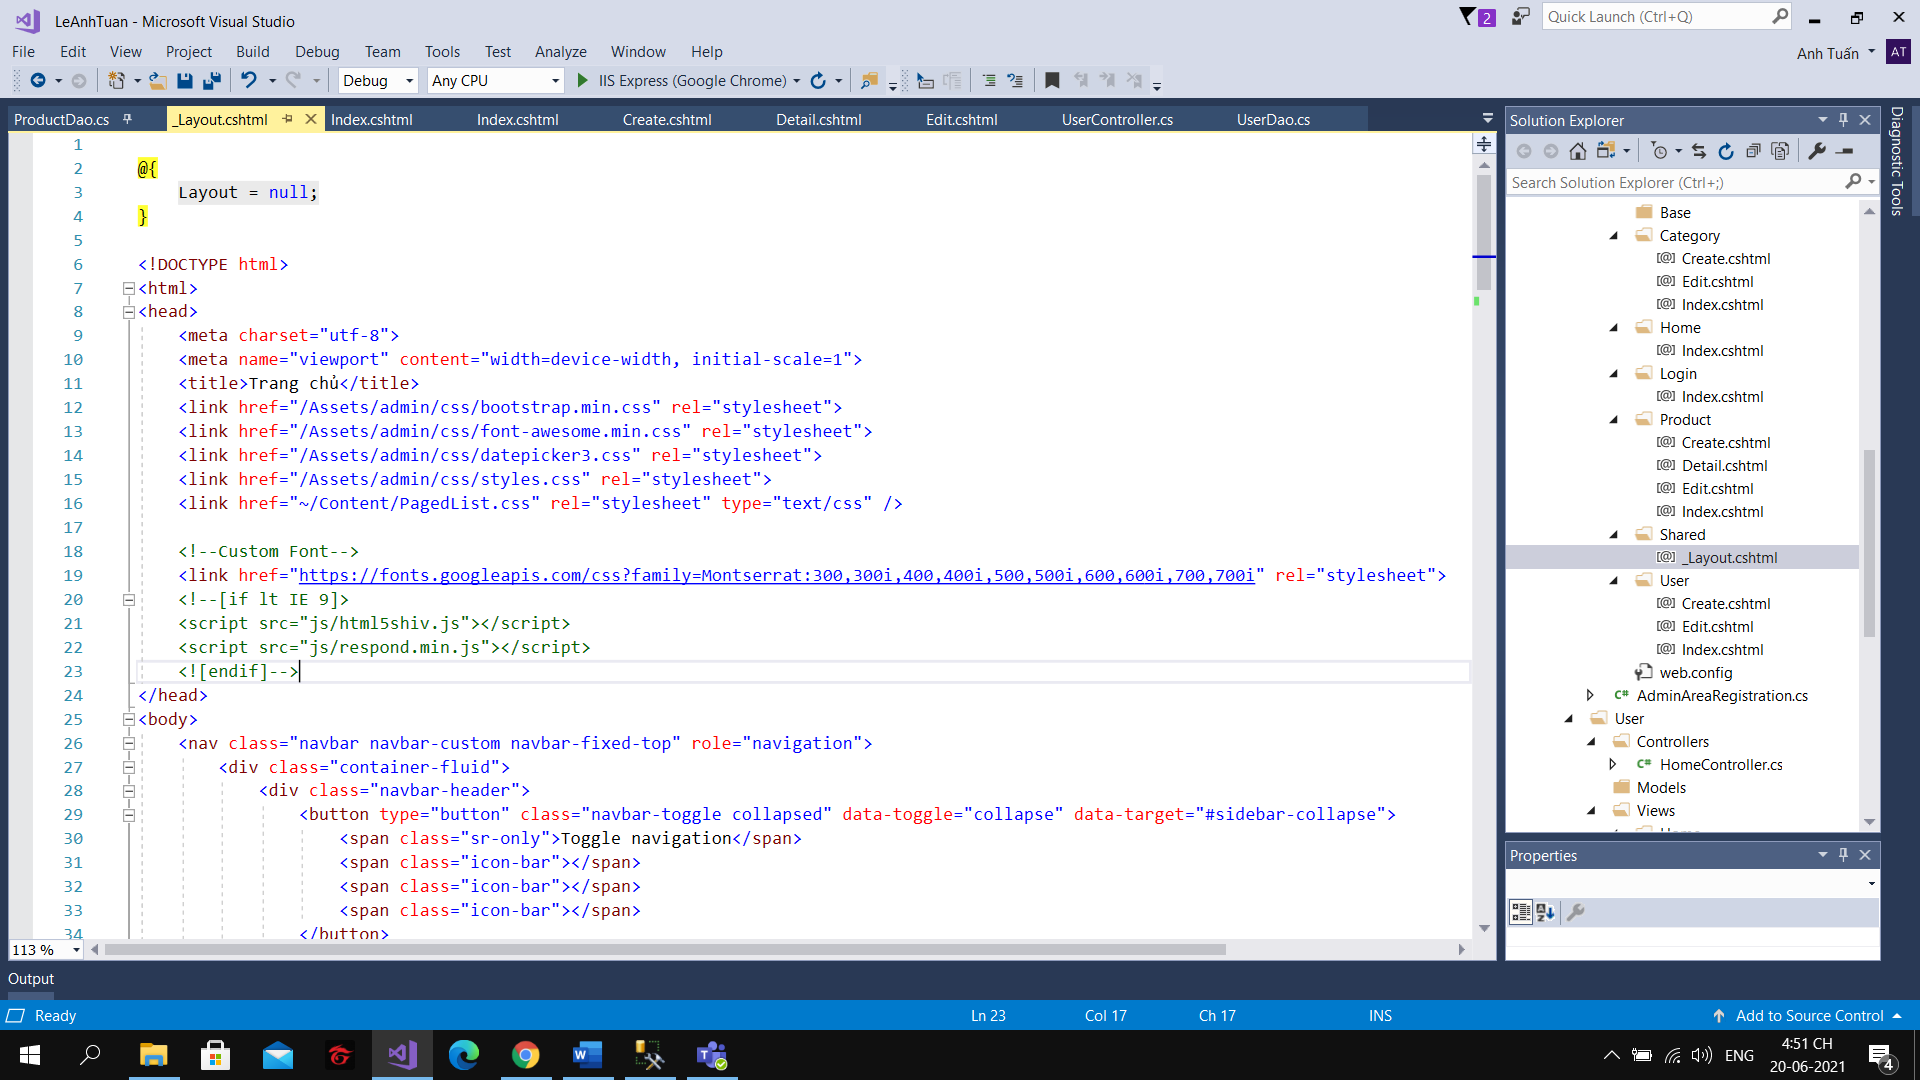 LeAnhTuan - Microsoft Visual Studio
2
Quick Launch (Ctrl+Q)
File Edit View Project Build Debug Team Tools Test Analyze Window Help
Anh Tuấn AT
Debug Any CPU IIS Express (Google Chrome)
ProductDao.cs _Layout.cshtml Index.cshtml Index.cshtml Create.cshtml Detail.cshtml Edit.cshtml UserController.cs UserDao.cs
1
2 @{
3 Layout = null;
4 }
5
6 <!DOCTYPE html>
7 <html>
8 <head>
9 <meta charset="utf-8">
10 <meta name="viewport" content="width=device-width, initial-scale=1">
11 <title>Trang chủ</title>
12 <link href="/Assets/admin/css/bootstrap.min.css" rel="stylesheet">
13 <link href="/Assets/admin/css/font-awesome.min.css" rel="stylesheet">
14 <link href="/Assets/admin/css/datepicker3.css" rel="stylesheet">
15 <link href="/Assets/admin/css/styles.css" rel="stylesheet">
16 <link href="~/Content/PagedList.css" rel="stylesheet" type="text/css" />
17
18 <!--Custom Font-->
19 <link href="https://fonts.googleapis.com/css?family=Montserrat:300,300i,400,400i,500,500i,600,600i,700,700i" rel="stylesheet">
20 <!--[if lt IE 9]>
21 <script src="js/html5shiv.js"></script>
22 <script src="js/respond.min.js"></script>
23 <![endif]-->
24 </head>
25 <body>
26 <nav class="navbar navbar-custom navbar-fixed-top" role="navigation">
27 <div class="container-fluid">
28 <div class="navbar-header">
29 <button type="button" class="navbar-toggle collapsed" data-toggle="collapse" data-target="#sidebar-collapse">
30 <span class="sr-only">Toggle navigation</span>
31 <span class="icon-bar"></span>
32 <span class="icon-bar"></span>
33 <span class="icon-bar"></span>
34 </button>
113 %
Solution Explorer
Search Solution Explorer (Ctrl+;)
Base
Category
Create.cshtml
Edit.cshtml
Index.cshtml
Home
Index.cshtml
Login
Index.cshtml
Product
Create.cshtml
Detail.cshtml
Edit.cshtml
Index.cshtml
Shared
_Layout.cshtml
User
Create.cshtml
Edit.cshtml
Index.cshtml
web.config
AdminAreaRegistration.cs
User
Controllers
HomeController.cs
Models
Views
Properties
Diagnostic Tools
Output
Ready Ln 23 Col 17 Ch 17 INS Add to Source Control
ENG 4:51 CH
20-06-2021
4